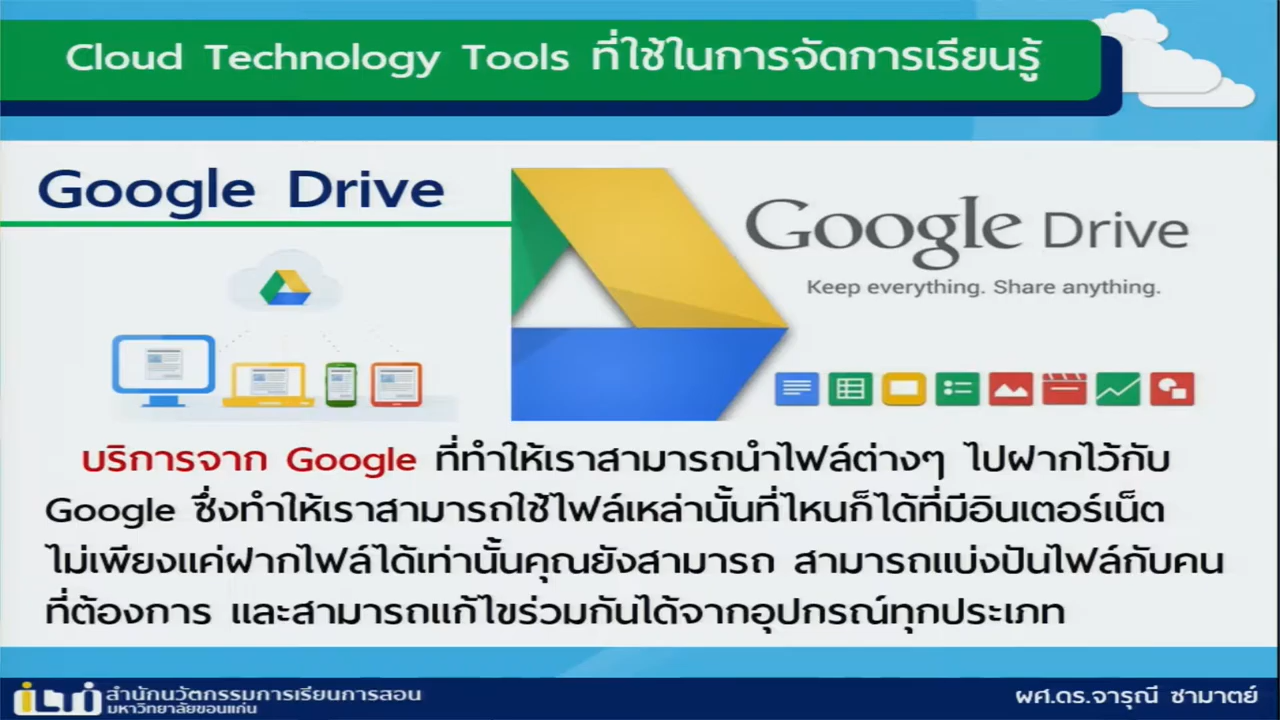 Cloud Technology Tools ที่ใช้ในการจัดการเรียนรู้
Google Drive
Google Drive
Keep everything. Share anything.
บริการจาก Google ที่ทำให้เราสามารถนำไฟล์ต่างๆ ไปฝากไว้กับ
Google ซึ่งทำให้เราสามารถใช้ไฟล์เหล่านั้นที่ไหนก็ได้ที่มีอินเตอร์เน็ต
ไม่เพียงแค่ฝากไฟล์ได้เท่านั้นคุณยังสามารถ สามารถแบ่งปันไฟล์กับคน
ที่ต้องการ และสามารถแก้ไขร่วมกันได้จากอุปกรณ์ทุกประเภท
สำนักนวัตกรรมการเรียนการสอน
มหาวิทยาลัยขอนแก่น
ผศ.ดร.จารุณี ซามาตย์